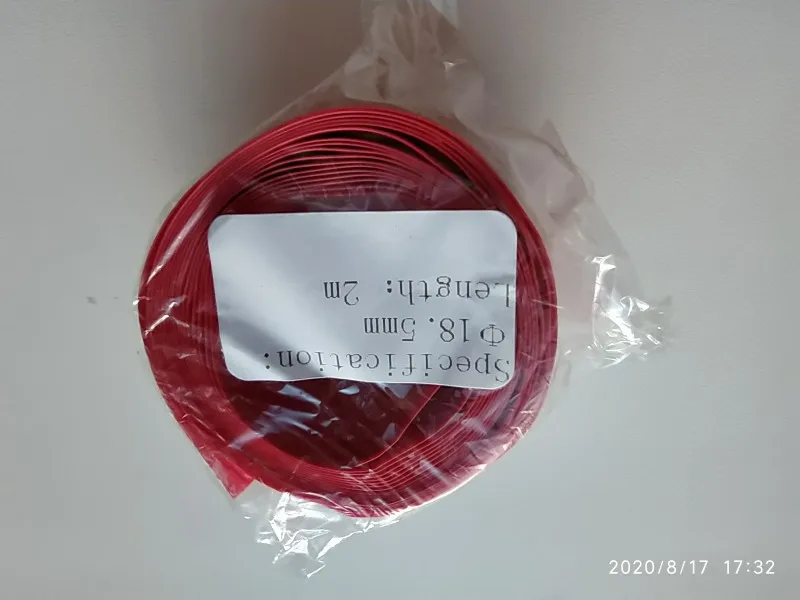 Specification:
Φ18.5mm
Length: 2m
2020/8/17 17:32